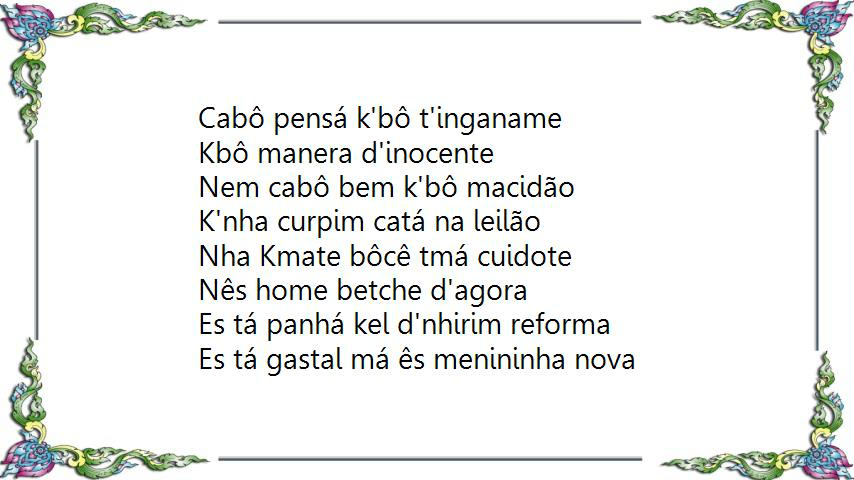 Cabô pensá k'bô t'inganame
Kbô manera d'inocente
Nem cabô bem k'bô macidão
K'nha curpim catá na leilão
Nha Kmate bôcê tmá cuidote
Nês home betche d'agora
Es tá panhá kel d'nhirim reforma
Es tá gastal má ês menininha nova